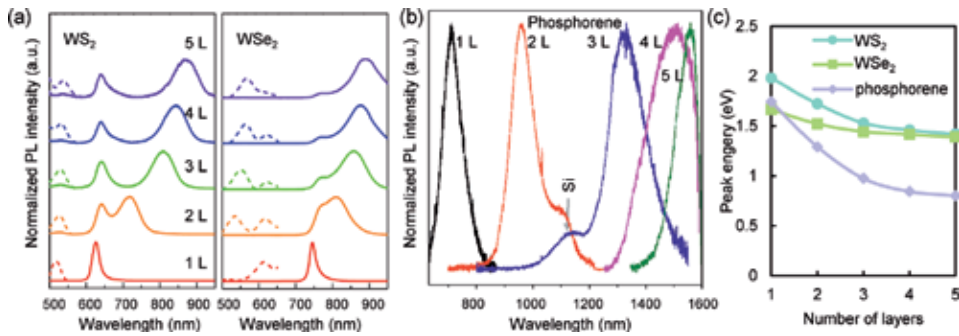 (a)
WS2
WSe2
Normalized PL intensity (a.u.)
5 L
4 L
3 L
2 L
1 L
500 600 700 800 900
500 600 700 800 900
Wavelength (nm)
Wavelength (nm)
(b)
Phosphorene
1 L
2 L
3 L
4 L
5 L
Si
Normalized PL intensity (a.u.)
800 1000 1200 1400 1600
Wavelength (nm)
(c)
WS2
WSe2
phosphorene
Peak engery (eV)
2.5
2
1.5
1
0.5
0
1 2 3 4 5
Number of layers